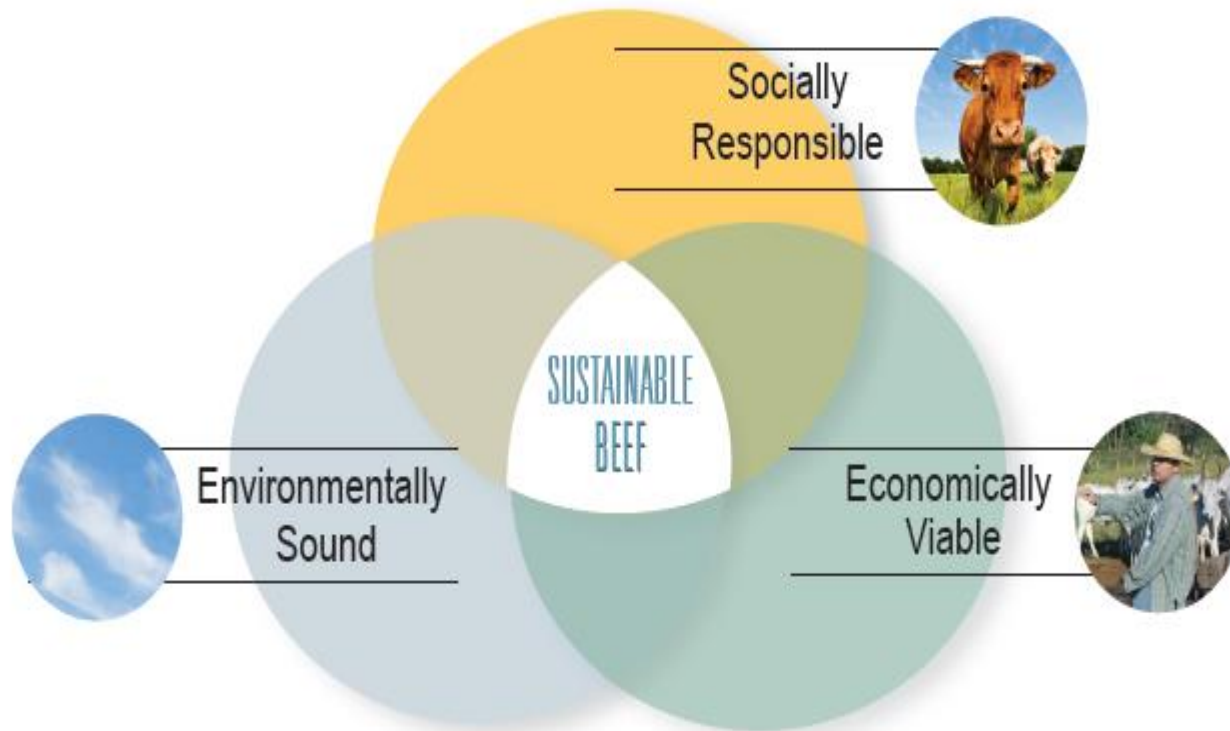 Socially
Responsible
SUSTAINABLE
BEEF
Environmentally
Sound
Economically
Viable